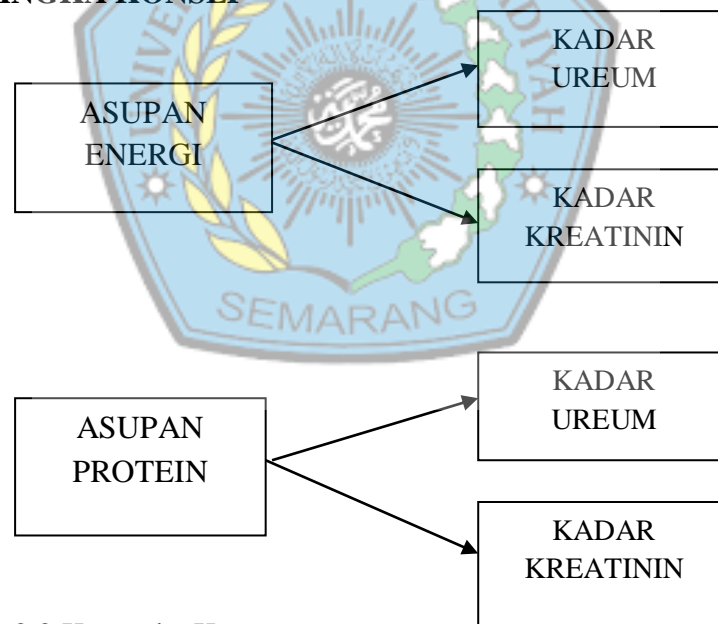 KADAR
UREUM
ASUPAN
ENERGI
KADAR
KREATININ
SEMARANG
KADAR
UREUM
ASUPAN
PROTEIN
KADAR
KREATININ